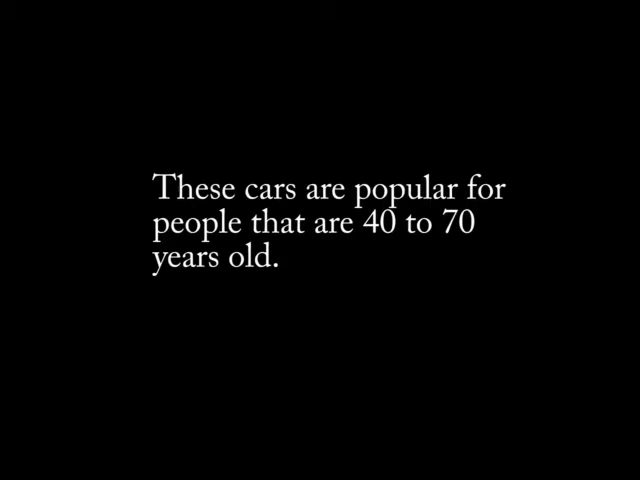 These cars are popular for
people that are 40 to 70
years old.